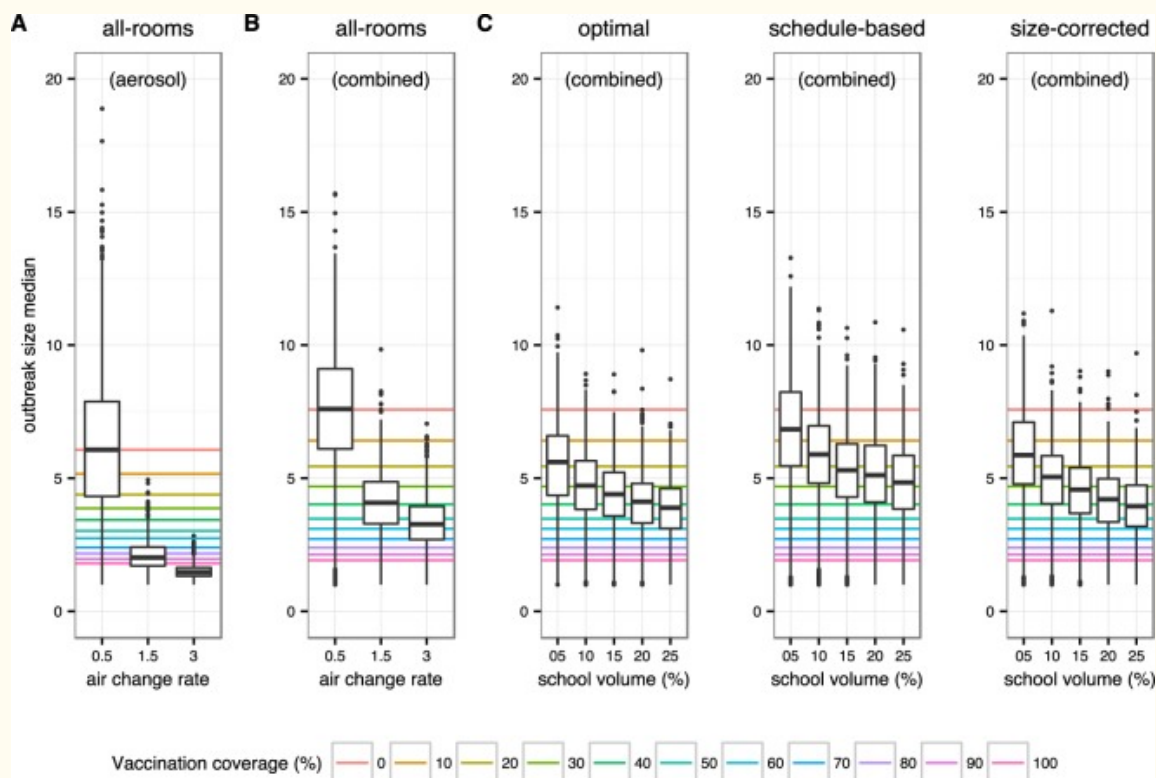 A all-rooms B all-rooms C optimal schedule-based size-corrected
(aerosol) (combined) (combined) (combined) (combined)
outbreak size median
20 20 20 20 20
15 15 15 15 15
10 10 10 10 10
5 5 5 5 5
0 0 0 0 0
0.5 1.5 3 0.5 1.5 3 05 10 15 20 25 05 10 15 20 25 05 10 15 20 25
air change rate air change rate school volume (%) school volume (%) school volume (%)
Vaccination coverage (%) 0 10 20 30 40 50 60 70 80 90 100